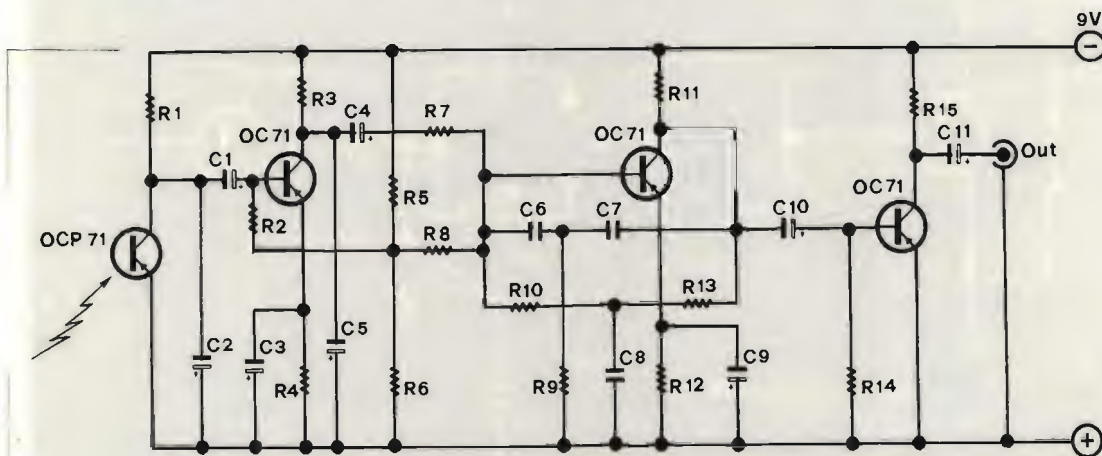 9V
−
R1
R3
C4
R7
R11
R15
C11
Out
OC71
OC71
OC71
C1
R2
R5
R8
C6
C7
C10
OCP 71
R10
R13
C2
C3
C5
R4
R6
R9
C8
R12
C9
R14
+